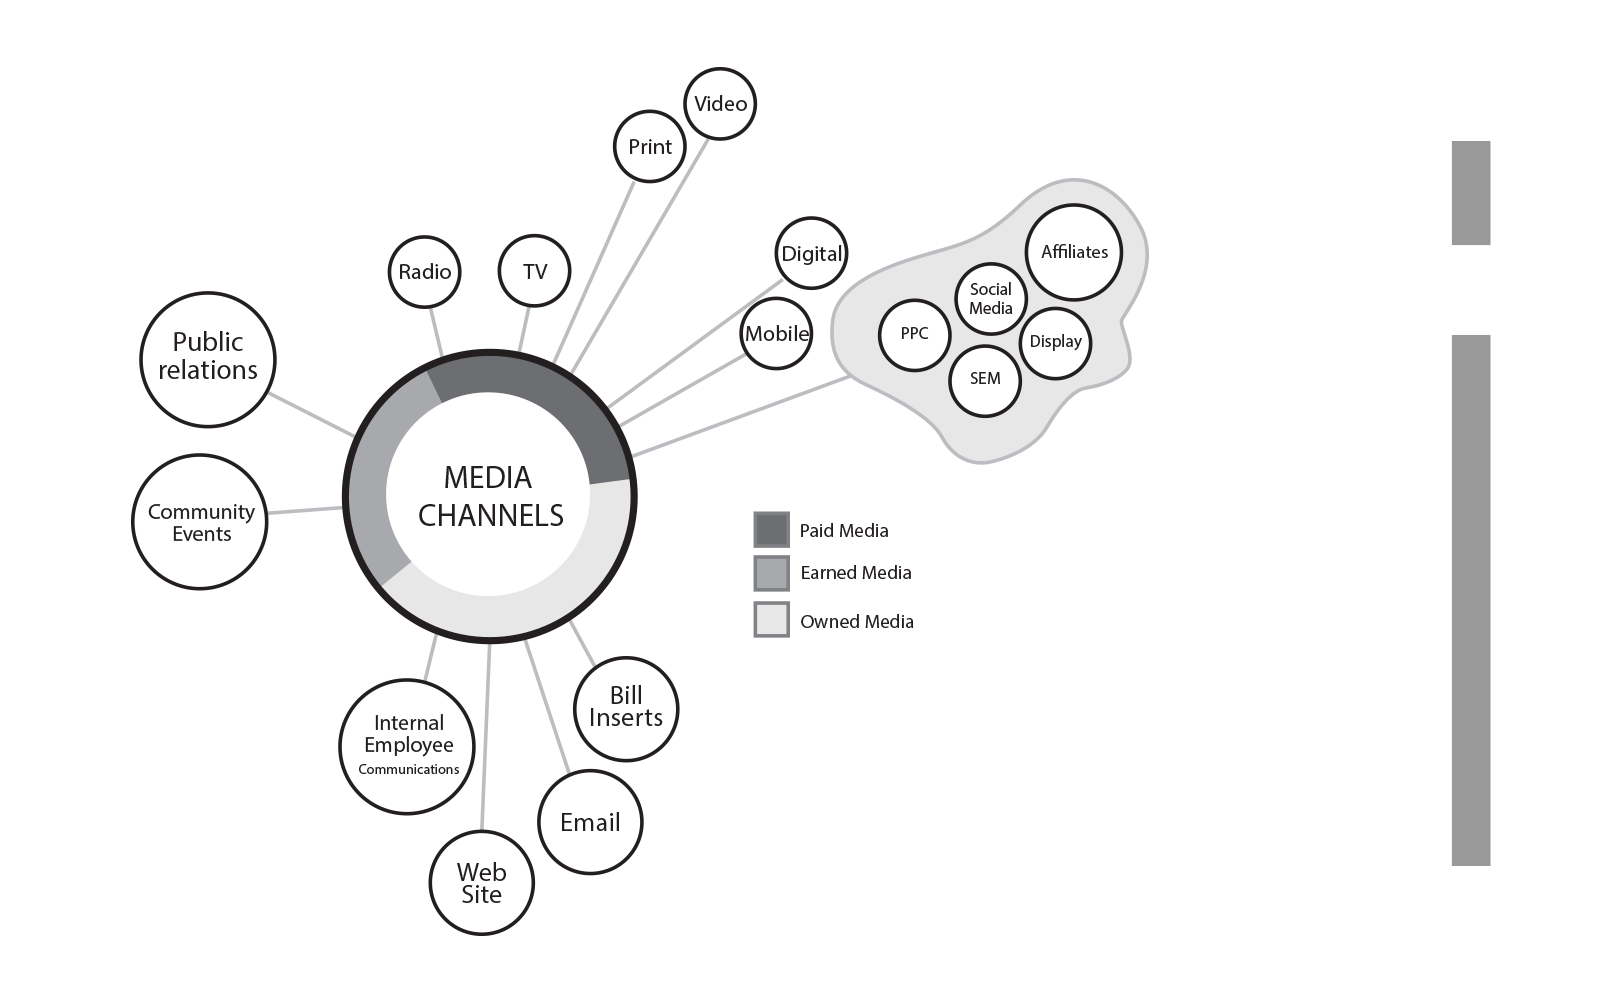 Video
Print
Digital
Mobile
Radio
TV
Affiliates
Social
Media
PPC
Display
SEM
Public
relations
Community
Events
MEDIA
CHANNELS
Paid Media
Earned Media
Owned Media
Internal
Employee
Communications
Bill
Inserts
Email
Web
Site